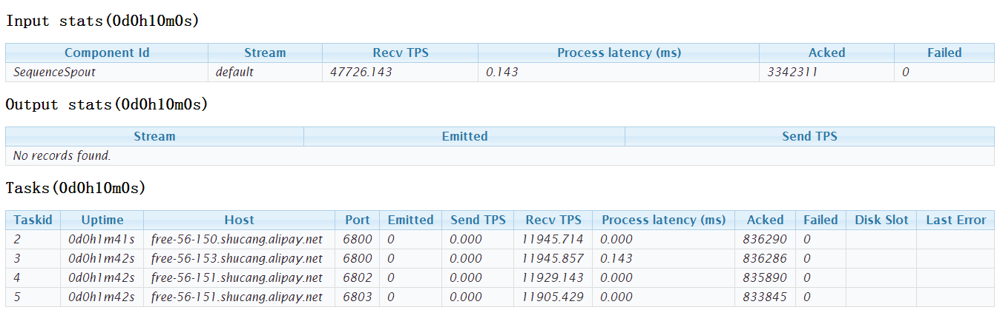 Input stats(0d0h10m0s)
Component Id Stream Recv TPS Process latency (ms) Acked Failed
SequenceSpout default 47726.143 0.143 3342311 0
Output stats(0d0h10m0s)
Stream Emitted Send TPS
No records found.
Tasks(0d0h10m0s)
Taskid Uptime Host Port Emitted Send TPS Recv TPS Process latency (ms) Acked Failed Disk Slot Last Error
2 0d0h1m41s free-56-150.shucang.alipay.net 6800 0 0.000 11945.714 0.000 836290 0
3 0d0h1m42s free-56-153.shucang.alipay.net 6800 0 0.000 11945.857 0.143 836286 0
4 0d0h1m42s free-56-151.shucang.alipay.net 6802 0 0.000 11929.143 0.000 835890 0
5 0d0h1m42s free-56-151.shucang.alipay.net 6803 0 0.000 11905.429 0.000 833845 0